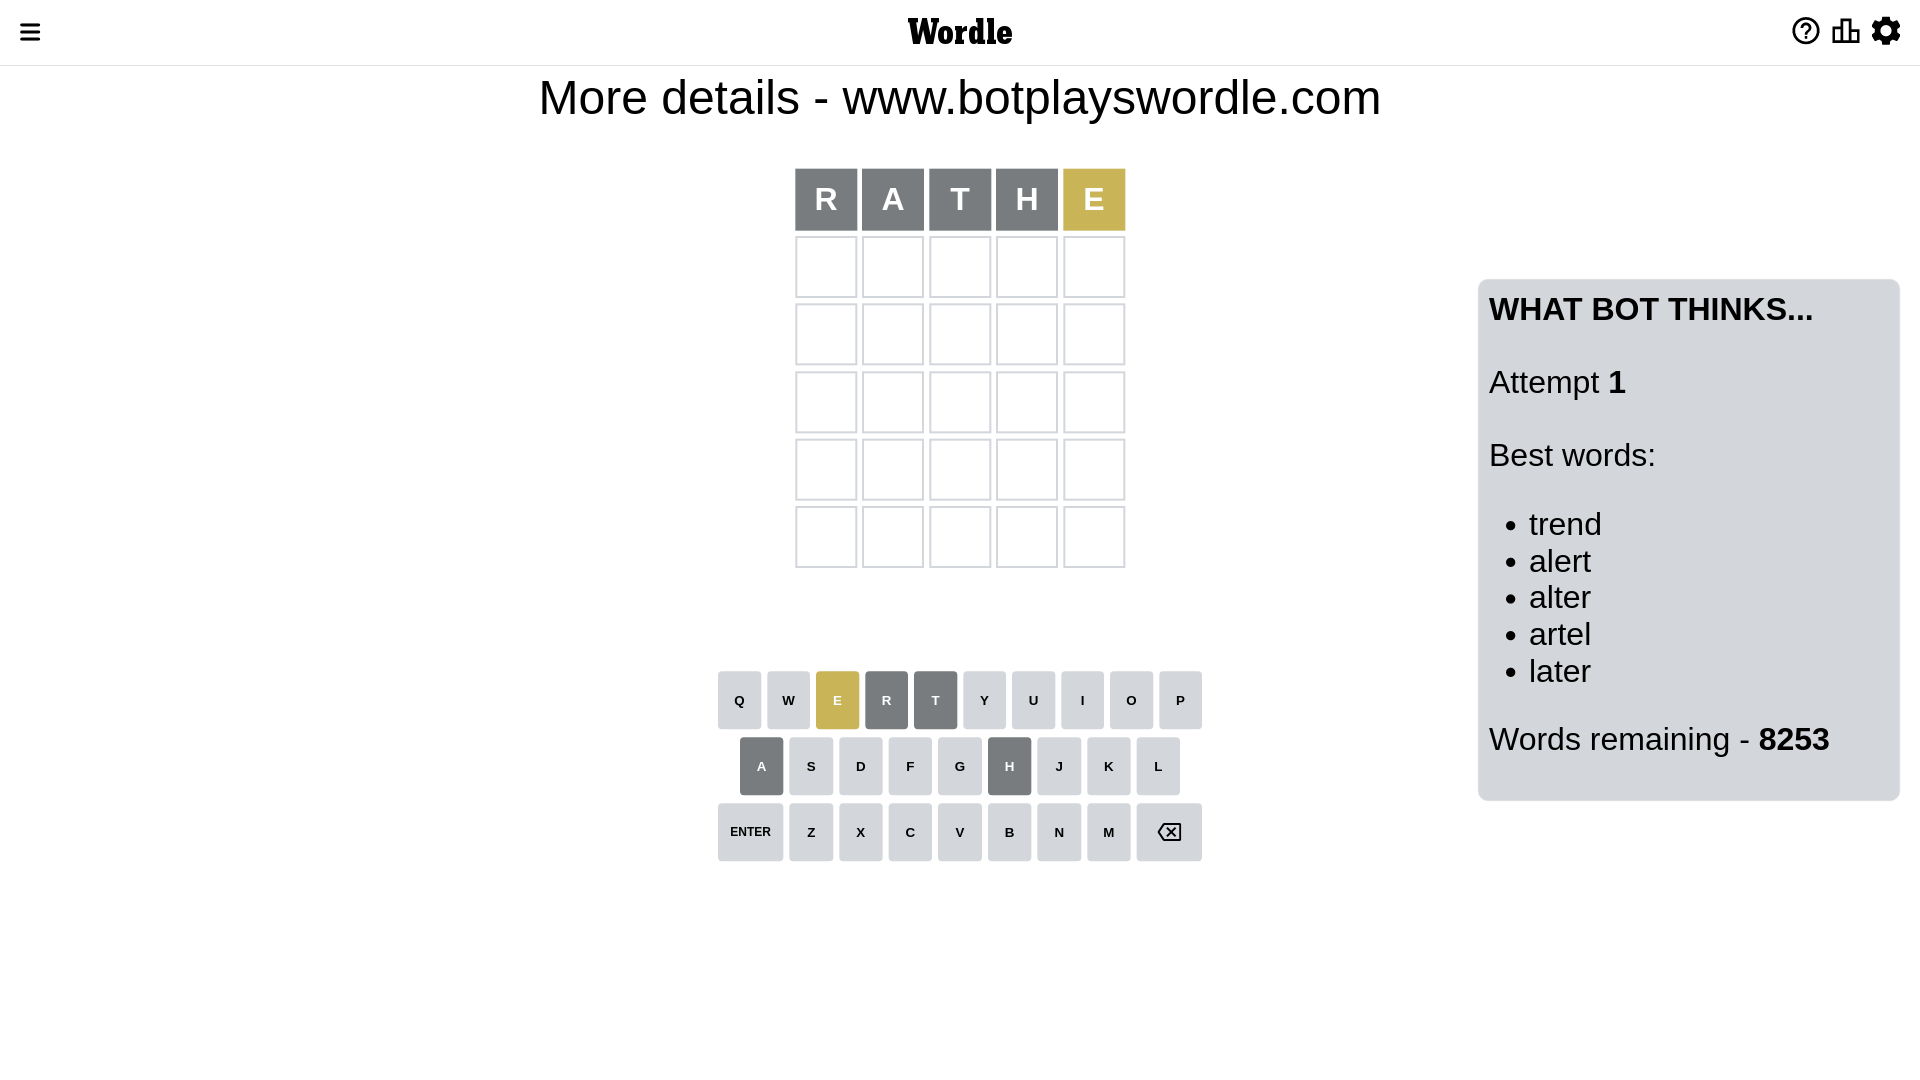 Wordle
More details - www.botplayswordle.com
R A T H E
WHAT BOT THINKS...
Attempt 1
Best words:
• trend
• alert
• alter
• artel
• later
Words remaining - 8253
Q W E R T Y U I O P
A S D F G H J K L
ENTER Z X C V B N M